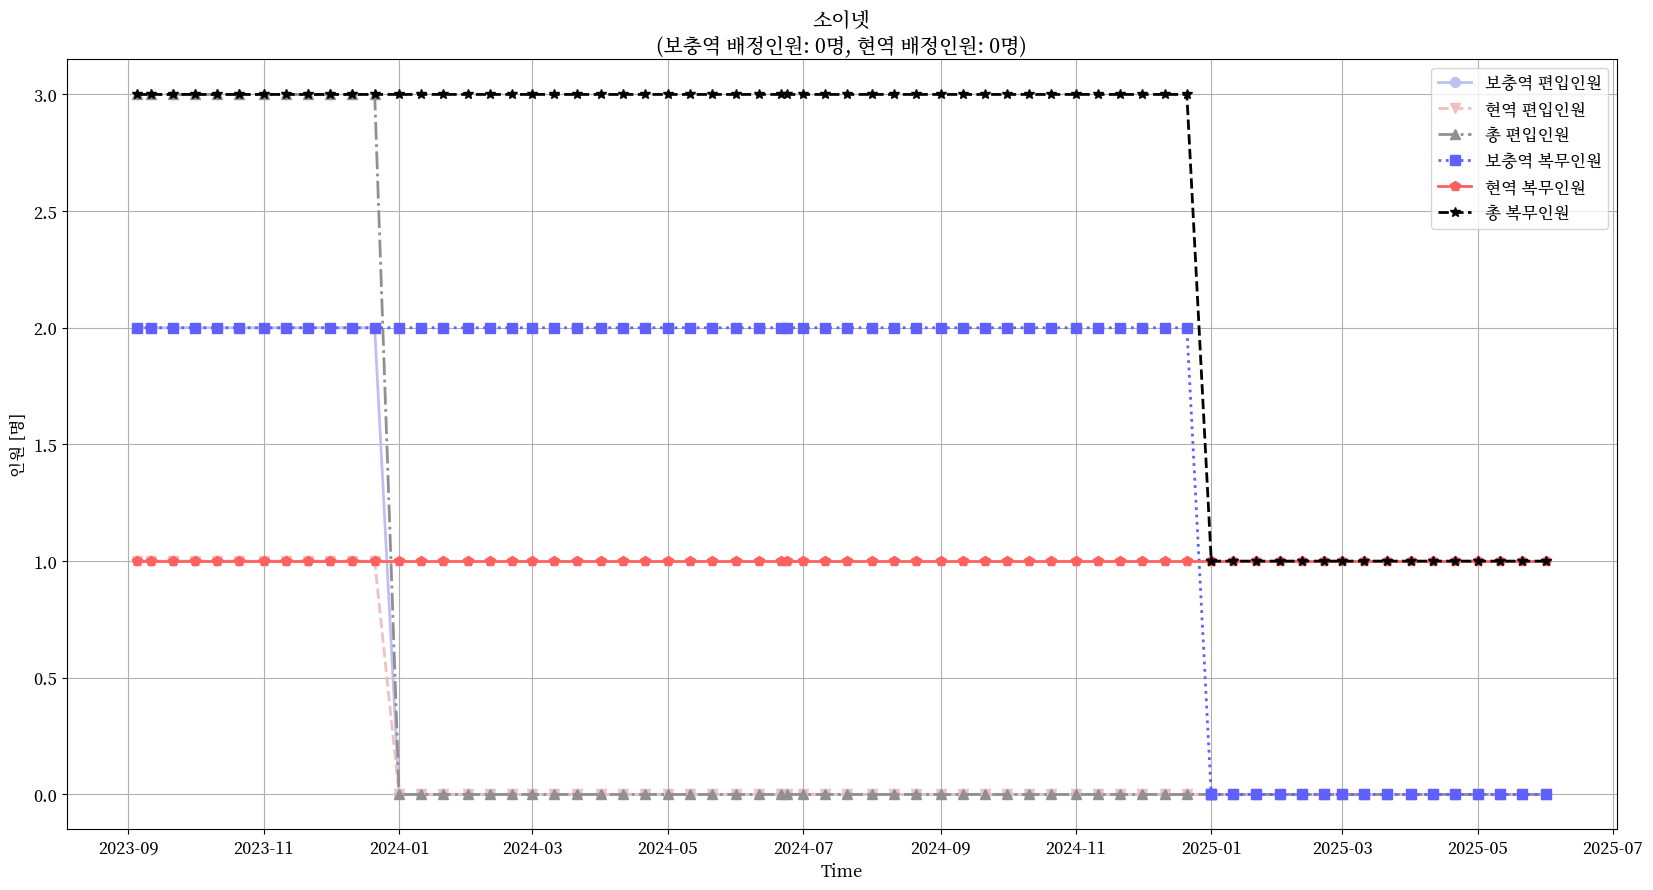 소이넷
(보충역 배정인원: 0명, 현역 배정인원: 0명)
보충역 편입인원
현역 편입인원
총 편입인원
보충역 복무인원
현역 복무인원
총 복무인원
3.0
2.5
2.0
1.5
1.0
0.5
0.0
인원 [명]
2023-09 2023-11 2024-01 2024-03 2024-05 2024-07 2024-09 2024-11 2025-01 2025-03 2025-05 2025-07
Time